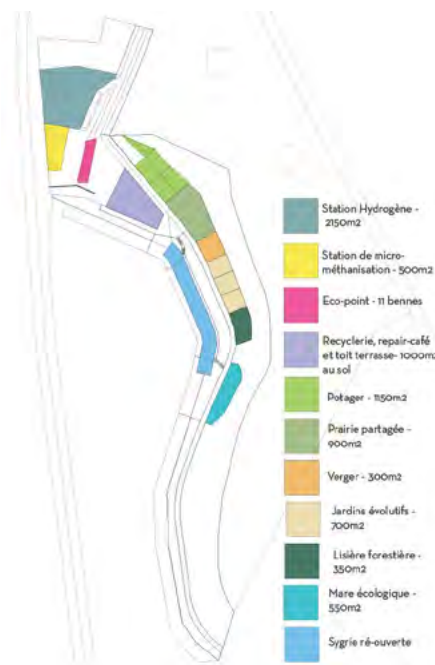 Station Hydrogène -
2150m2
Station de micro-
méthanisation - 500m2
Eco-point - 11 bennes
Recyclerie, repair-café
et toit terrasse- 1000m2
au sol
Potager - 1150m2
Prairie partagée -
900m2
Verger - 300m2
Jardins évolutifs -
700m2
Lisière forestière -
350m2
Mare écologique -
550m2
Sygrie ré-ouverte